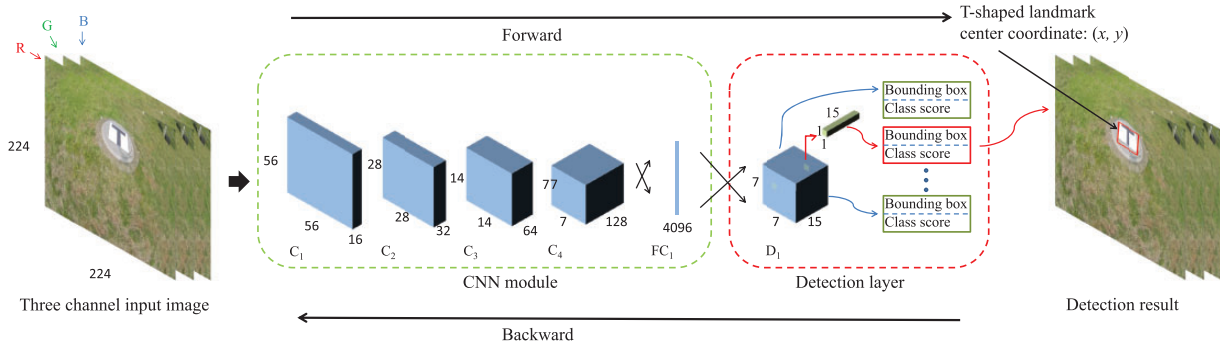 R
G
B
224
224
Three channel input image
Forward
56
56
16
C1
28
28
32
C2
14
14
64
C3
77
7
128
C4
4096
FC1
CNN module
7
7
15
D1
15
1
1
Bounding box
Class score
Bounding box
Class score
Bounding box
Class score
Detection layer
Backward
T-shaped landmark
center coordinate: (x, y)
T
T
Detection result